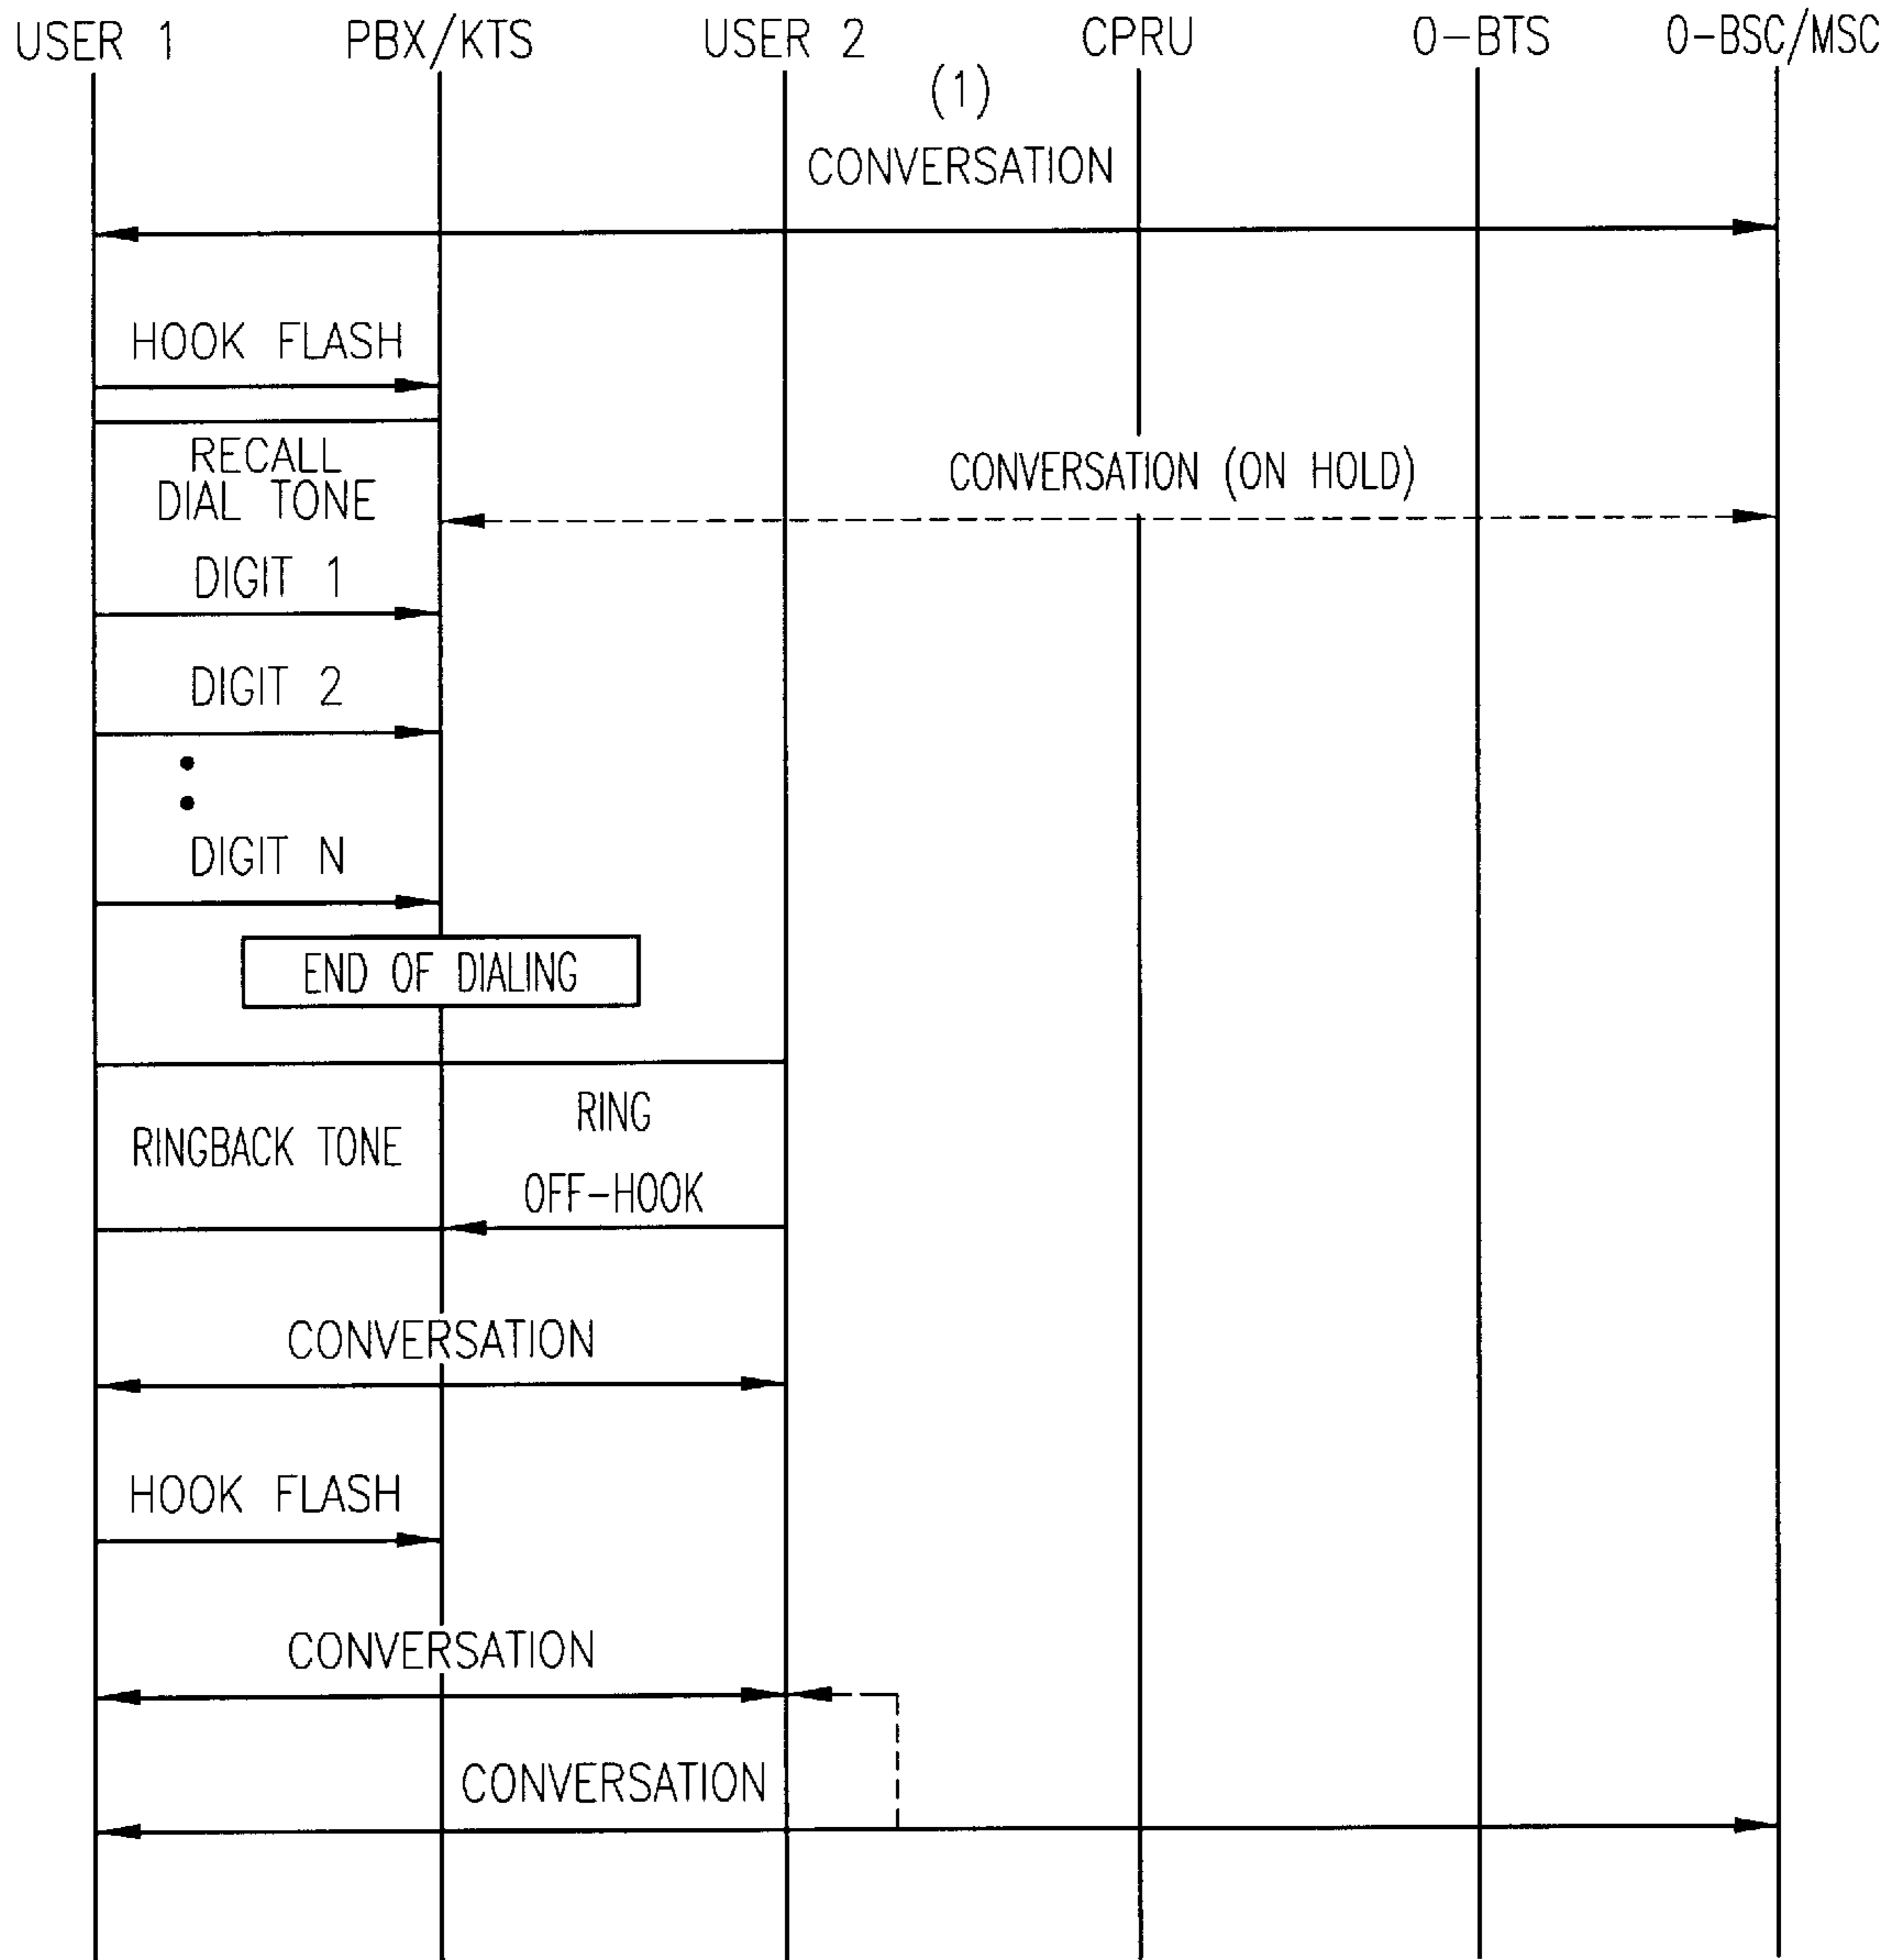 USER 1 PBX/KTS USER 2 CPRU O-BTS O-BSC/MSC
(1)
CONVERSATION
HOOK FLASH
RECALL
DIAL TONE
CONVERSATION (ON HOLD)
DIGIT 1
DIGIT 2
DIGIT N
END OF DIALING
RINGBACK TONE
RING
OFF-HOOK
CONVERSATION
HOOK FLASH
CONVERSATION
CONVERSATION